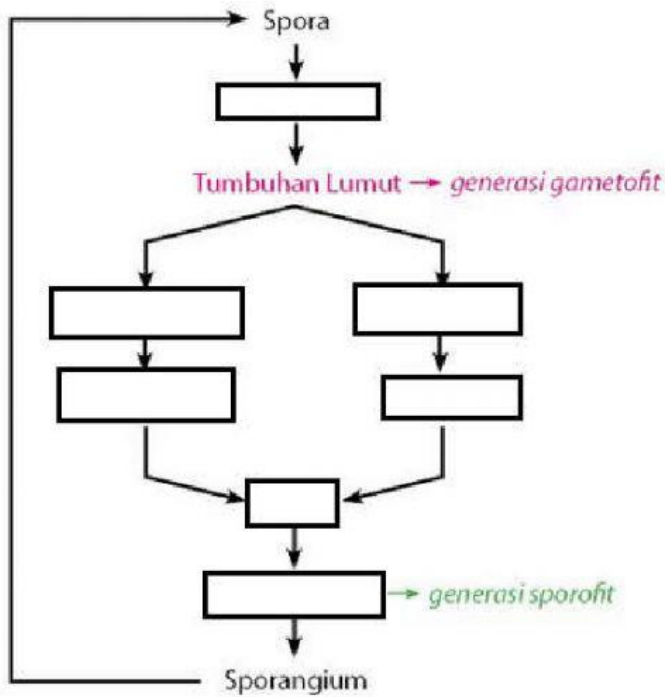 Spora
Tumbuhan Lumut → generasi gametofit
→ generasi sporofit
Sporangium